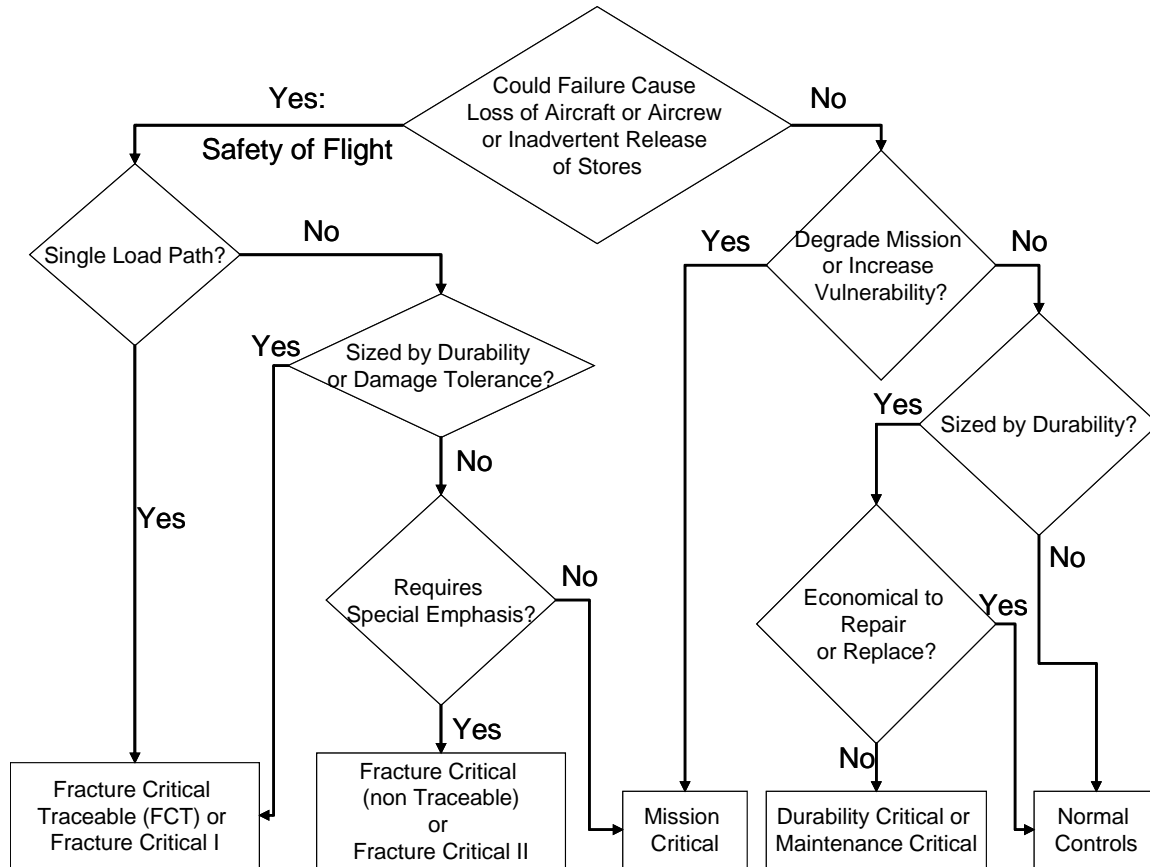 Could Failure Cause
Loss of Aircraft or Aircrew
or Inadvertent Release
of Stores
Yes:
Safety of Flight
No
Single Load Path?
No
Yes
Degrade Mission
or Increase
Vulnerability?
No
Yes
Sized by Durability
or Damage Tolerance?
Yes
Sized by Durability?
No
Yes
Requires
Special Emphasis?
No
Economical to
Repair
or Replace?
Yes
No
Yes
No
Fracture Critical
Traceable (FCT) or
Fracture Critical I
Fracture Critical
(non Traceable)
or
Fracture Critical II
Mission
Critical
Durability Critical or
Maintenance Critical
Normal
Controls